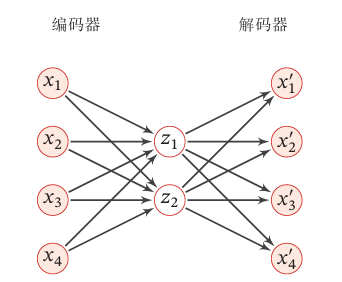 编码器 解码器
x₁ x′₁
x₂ z₁ x′₂
x₃ z₂ x′₃
x₄ x′₄